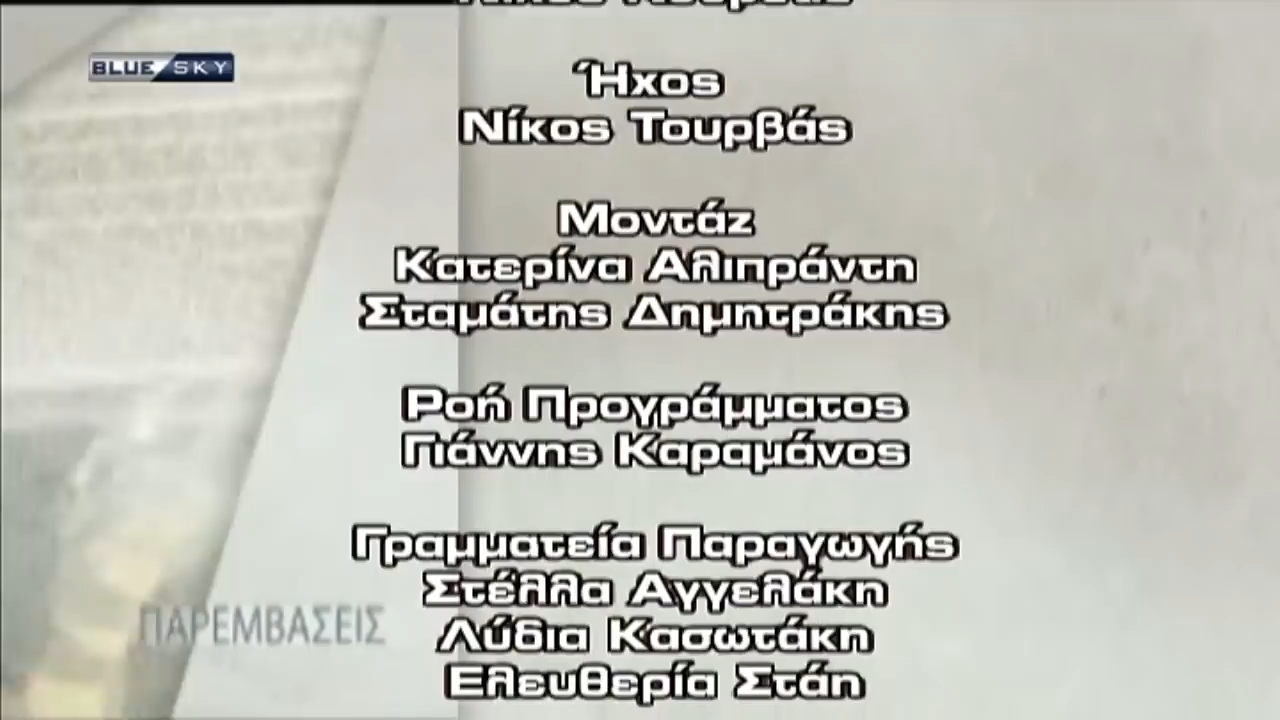 BLUE SKY
Ήχος
Νίκος Τουρβάς
Μοντάζ
Κατερίνα Αλιπράντη
Σταμάτης Δημητράκης
Ροή Προγράμματος
Γιάννης Καραμάνος
Γραμματεία Παραγωγής
Στέλλα Αγγελάκη
Λύδια Κασωτάκη
Ελευθερία Στάη
ΠΑΡΕΜΒΑΣΕΙΣ